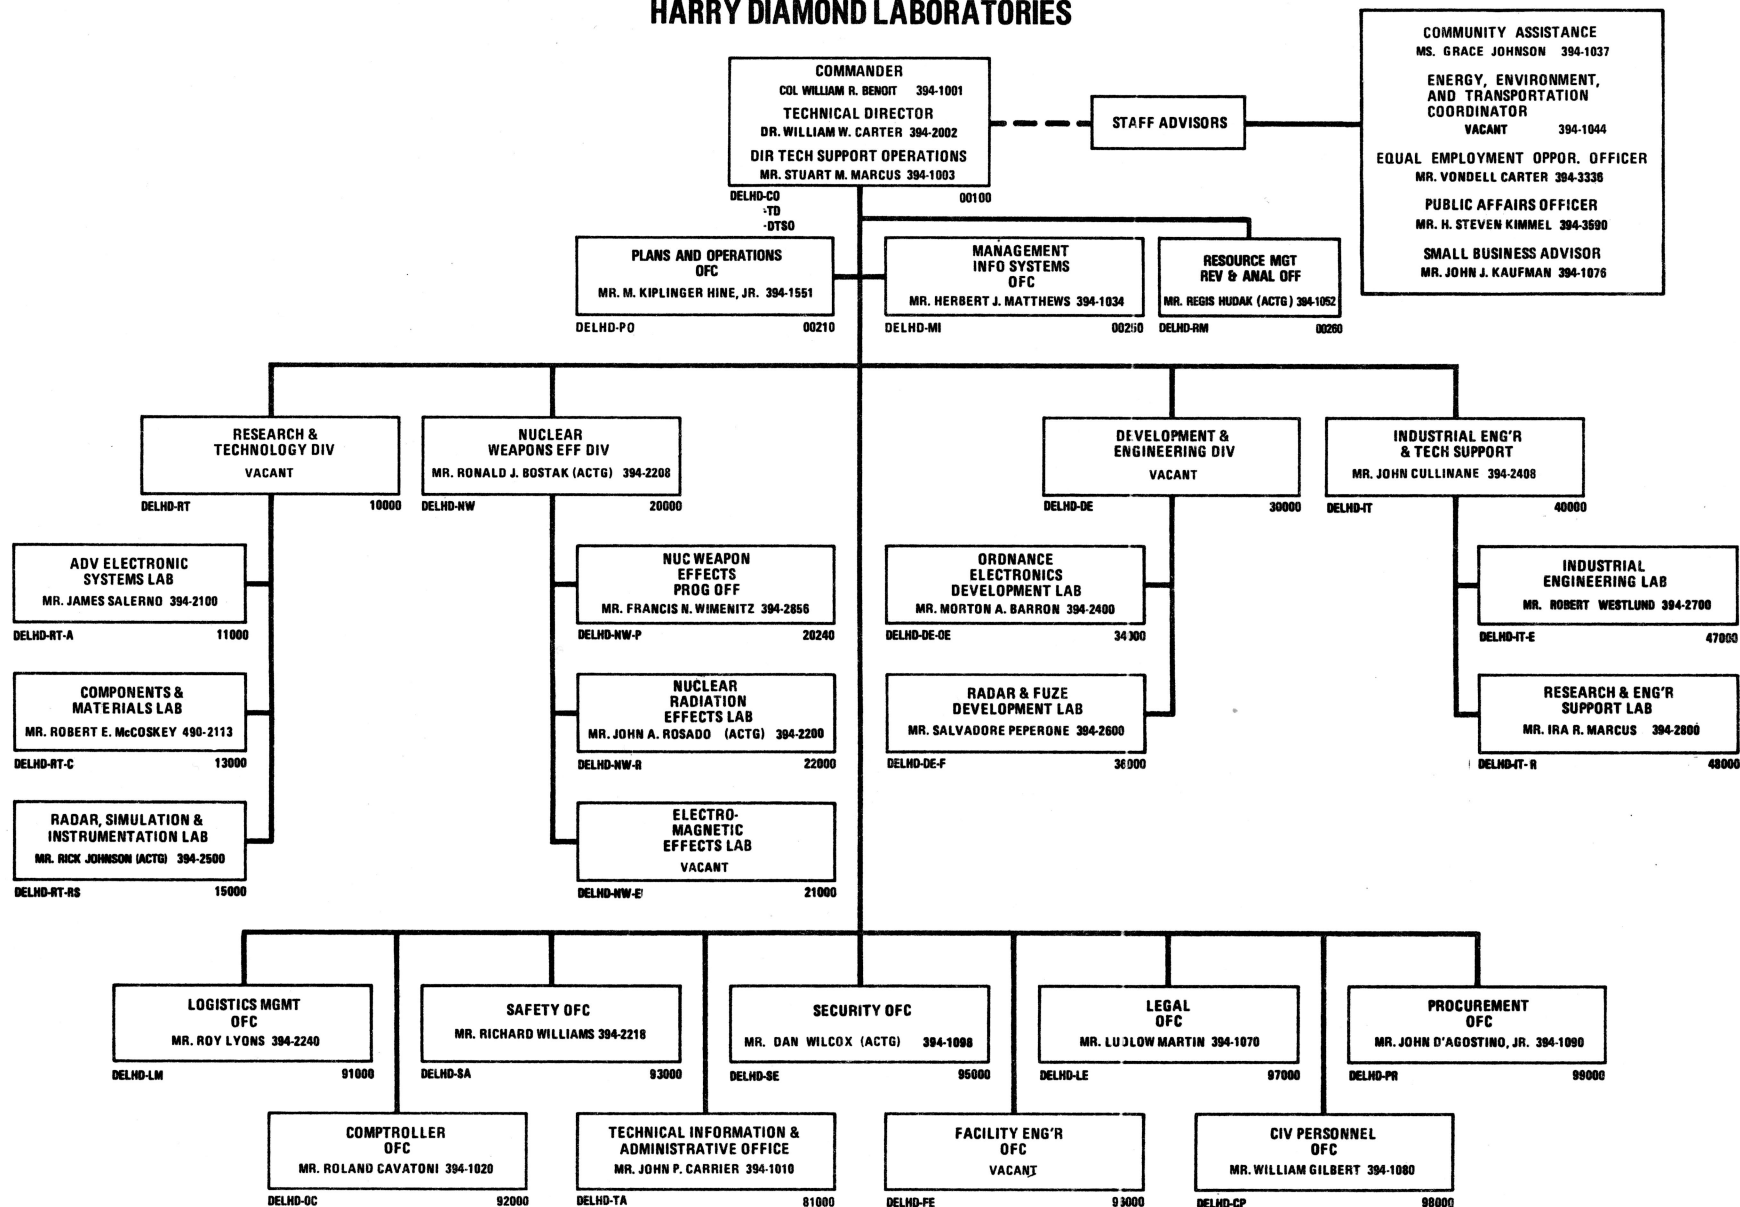 HARRY DIAMOND LABORATORIES
COMMANDER
COL WILLIAM R. BENOIT 394-1001
TECHNICAL DIRECTOR
DR. WILLIAM W. CARTER 394-2002
DIR TECH SUPPORT OPERATIONS
MR. STUART M. MARCUS 394-1003
DELHD-CO 00100
-TD
-DTSO
STAFF ADVISORS
COMMUNITY ASSISTANCE
MS. GRACE JOHNSON 394-1037
ENERGY, ENVIRONMENT,
AND TRANSPORTATION
COORDINATOR
VACANT 394-1044
EQUAL EMPLOYMENT OPPOR. OFFICER
MR. VONDELL CARTER 394-3336
PUBLIC AFFAIRS OFFICER
MR. H. STEVEN KIMMEL 394-3590
SMALL BUSINESS ADVISOR
MR. JOHN J. KAUFMAN 394-1076
PLANS AND OPERATIONS
OFC
MR. M. KIPLINGER HINE, JR. 394-1551
DELHD-PO 00210
MANAGEMENT
INFO SYSTEMS
OFC
MR. HERBERT J. MATTHEWS 394-1034
DELHD-MI 00250
RESOURCE MGT
REV & ANAL OFF
MR. REGIS HUDAK (ACTG) 394-1052
DELHD-RM 00260
RESEARCH &
TECHNOLOGY DIV
VACANT
DELHD-RT 10000
NUCLEAR
WEAPONS EFF DIV
MR. RONALD J. BOSTAK (ACTG) 394-2208
DELHD-NW 20000
DEVELOPMENT &
ENGINEERING DIV
VACANT
DELHD-DE 30000
INDUSTRIAL ENG'R
& TECH SUPPORT
MR. JOHN CULLINANE 394-2408
DELHD-IT 40000
ADV ELECTRONIC
SYSTEMS LAB
MR. JAMES SALERNO 394-2100
DELHD-RT-A 11000
NUC WEAPON
EFFECTS
PROG OFF
MR. FRANCIS N. WIMENITZ 394-2856
DELHD-NW-P 20240
ORDNANCE
ELECTRONICS
DEVELOPMENT LAB
MR. MORTON A. BARRON 394-2400
DELHD-DE-OE 34000
INDUSTRIAL
ENGINEERING LAB
MR. ROBERT WESTLUND 394-2700
DELHD-IT-E 47000
COMPONENTS &
MATERIALS LAB
MR. ROBERT E. McCOSKEY 490-2113
DELHD-RT-C 13000
NUCLEAR
RADIATION
EFFECTS LAB
MR. JOHN A. ROSADO (ACTG) 394-2200
DELHD-NW-R 22000
RADAR & FUZE
DEVELOPMENT LAB
MR. SALVADORE PEPERONE 394-2600
DELHD-DE-F 36000
RESEARCH & ENG'R
SUPPORT LAB
MR. IRA R. MARCUS 394-2800
DELHD-IT-R 48000
RADAR, SIMULATION &
INSTRUMENTATION LAB
MR. RICK JOHNSON (ACTG) 394-2500
DELHD-RT-RS 15000
ELECTRO-
MAGNETIC
EFFECTS LAB
VACANT
DELHD-NW-E 21000
LOGISTICS MGMT
OFC
MR. ROY LYONS 394-2240
DELHD-LM 91000
SAFETY OFC
MR. RICHARD WILLIAMS 394-2218
DELHD-SA 93000
SECURITY OFC
MR. DAN WILCOX (ACTG) 394-1098
DELHD-SE 95000
LEGAL
OFC
MR. LUDLOW MARTIN 394-1070
DELHD-LE 97000
PROCUREMENT
OFC
MR. JOHN D'AGOSTINO, JR. 394-1090
DELHD-PR 99000
COMPTROLLER
OFC
MR. ROLAND CAVATONI 394-1020
DELHD-OC 92000
TECHNICAL INFORMATION &
ADMINISTRATIVE OFFICE
MR. JOHN P. CARRIER 394-1010
DELHD-TA 81000
FACILITY ENG'R
OFC
VACANT
DELHD-FE
CIV PERSONNEL
OFC
MR. WILLIAM GILBERT 394-1080
DELHD-CP 98000